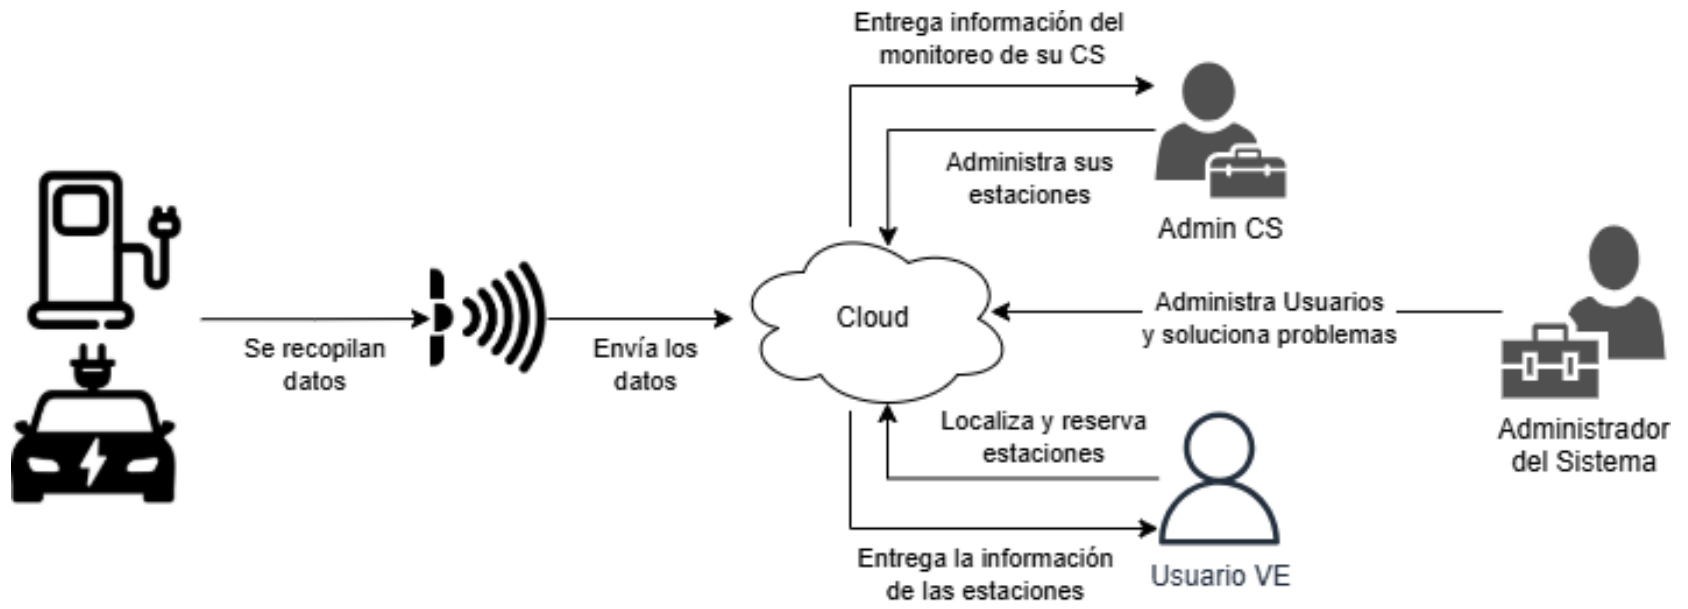 Entrega información del
monitoreo de su CS
Administra sus
estaciones
Admin CS
Se recopilan
datos
Envía los
datos
Cloud
Administra Usuarios
y soluciona problemas
Administrador
del Sistema
Localiza y reserva
estaciones
Entrega la información
de las estaciones
Usuario VE